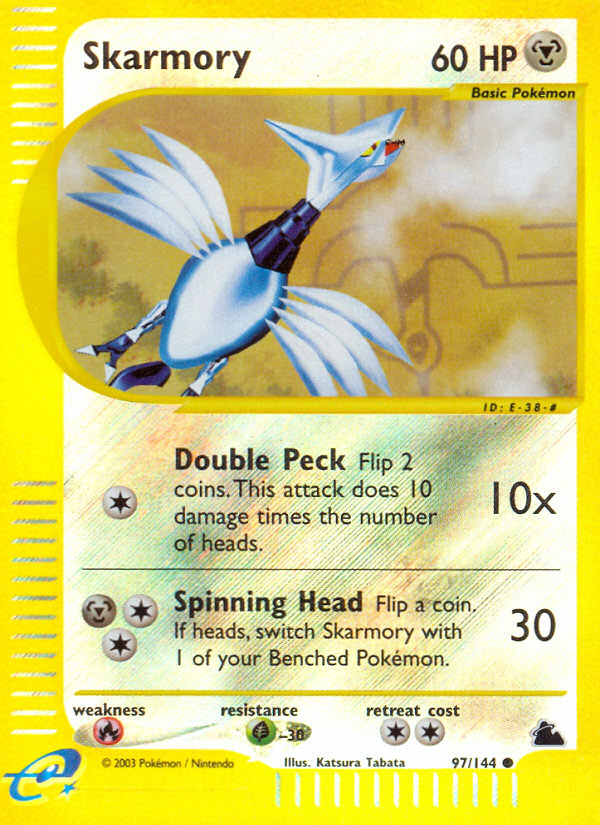 Skarmory 60 HP
Basic Pokémon
ID: E-38-#
Double Peck Flip 2
coins. This attack does 10
damage times the number
of heads.
10x
Spinning Head Flip a coin.
If heads, switch Skarmory with
1 of your Benched Pokémon.
30
weakness resistance retreat cost
-30
© 2003 Pokémon / Nintendo Illus. Katsura Tabata 97/144
e